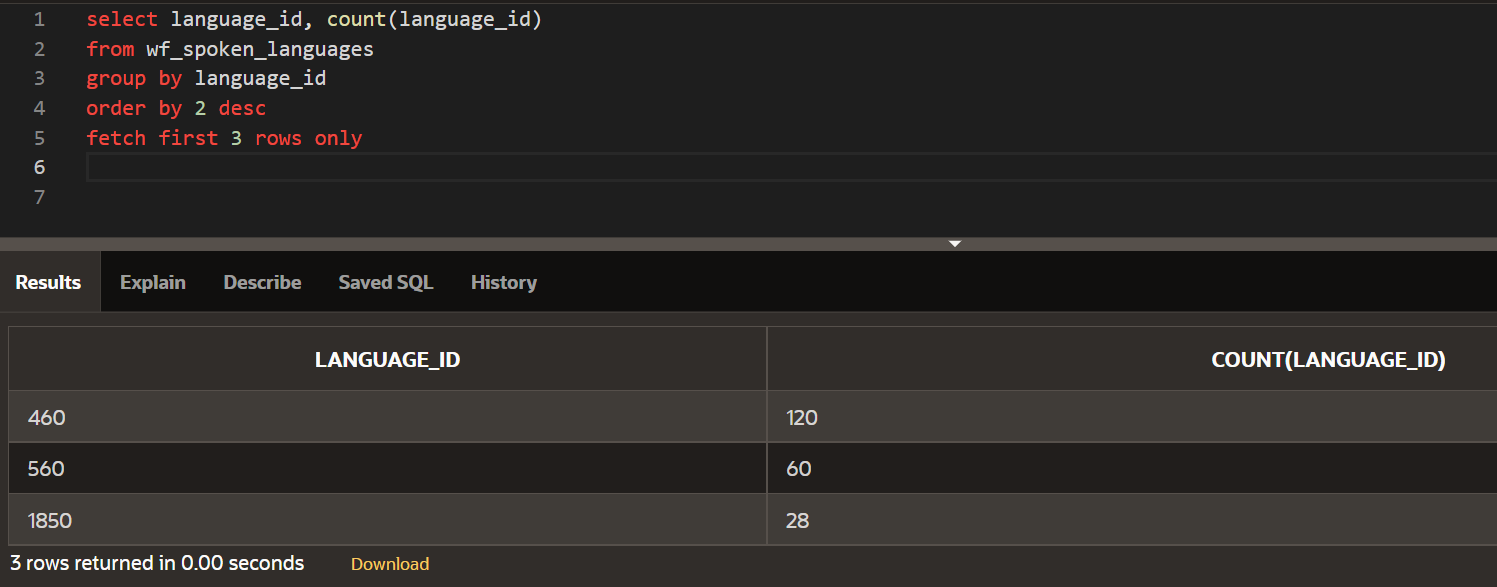 1 select language_id, count(language_id)
2 from wf_spoken_languages
3 group by language_id
4 order by 2 desc
5 fetch first 3 rows only
6
7
Results Explain Describe Saved SQL History
LANGUAGE_ID COUNT(LANGUAGE_ID)
460 120
560 60
1850 28
3 rows returned in 0.00 seconds Download